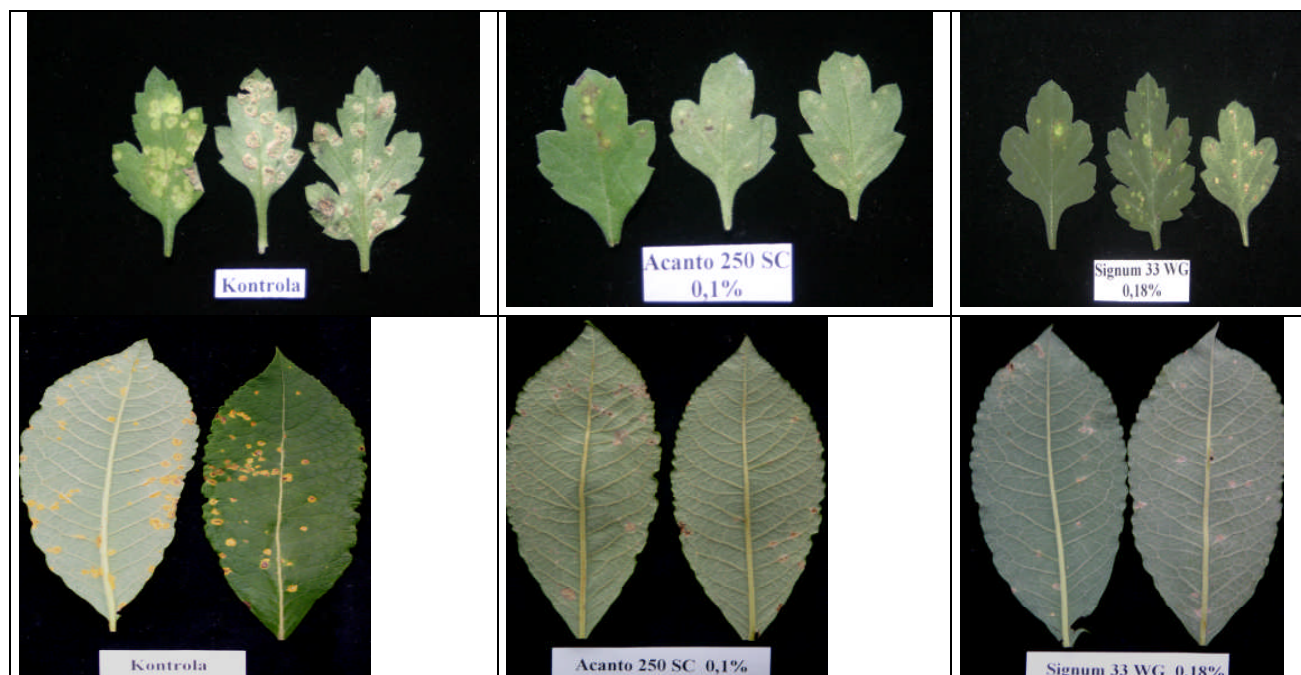 Kontrola
Acanto 250 SC
0,1%
Signum 33 WG
0,18%
Kontrola
Acanto 250 SC 0,1%
Signum 33 WG 0,18%